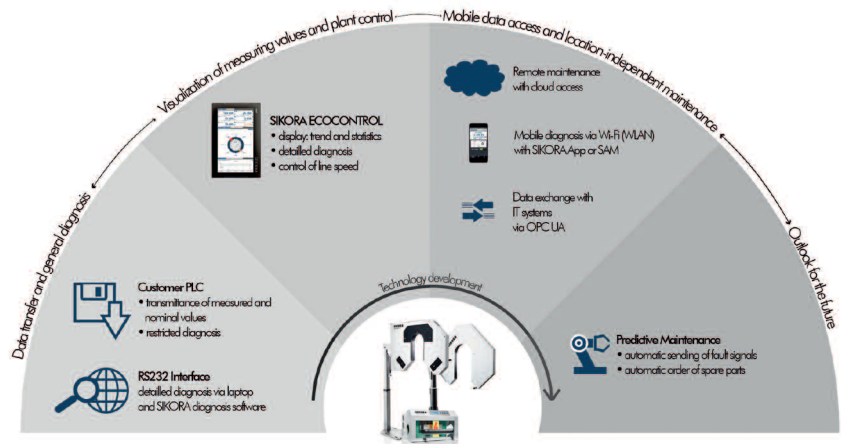 Data transfer and general diagnosis
Visualization of measuring values and plant control
Mobile data access and location-independent maintenance
Outlook for the future
Customer PLC
• transmittance of measured and
nominal values
• restricted diagnosis
RS232 Interface
detailled diagnosis via laptop
and SIKORA diagnosis software
SIKORA ECOCONTROL
• display: trend and statistics
• detailled diagnosis
• control of line speed
Remote maintenance
with cloud access
Mobile diagnosis via Wi-Fi (WLAN)
with SIKORA App or SAM
Data exchange with
IT systems
via OPC UA
Predictive Maintenance
• automatic sending of fault signals
• automatic order of spare parts
Technology development